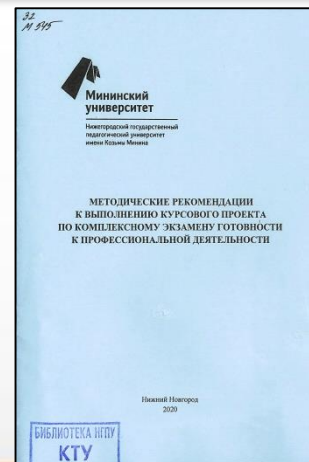 32
М 545
Мининский
университет
Нижегородский государственный
педагогический университет
имени Козьмы Минина
МЕТОДИЧЕСКИЕ РЕКОМЕНДАЦИИ
К ВЫПОЛНЕНИЮ КУРСОВОГО ПРОЕКТА
ПО КОМПЛЕКСНОМУ ЭКЗАМЕНУ ГОТОВНОСТИ
К ПРОФЕССИОНАЛЬНОЙ ДЕЯТЕЛЬНОСТИ
Нижний Новгород
2020
БИБЛИОТЕКА НГПУ
КТУ